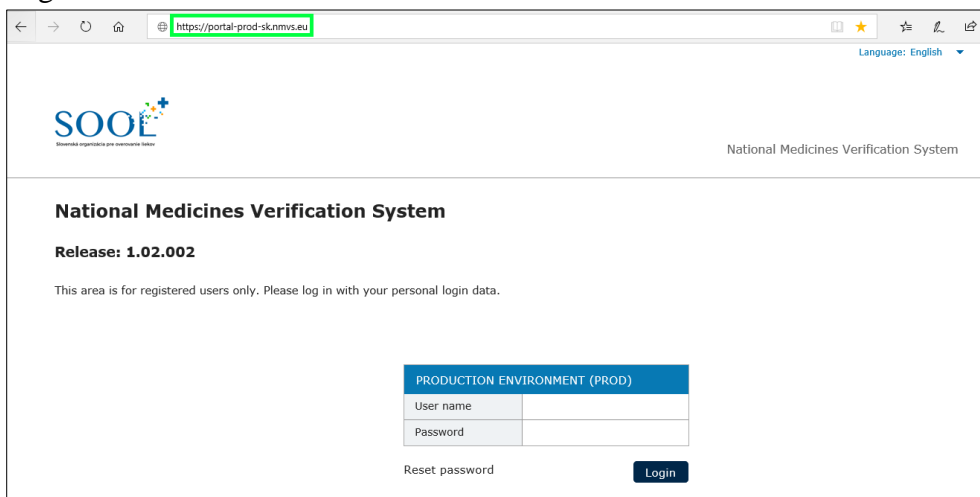 https://portal-prod-sk.nmvs.eu
Language: English
SOOL
Slovenská organizácia pre overovanie liekov
National Medicines Verification System
National Medicines Verification System
Release: 1.02.002
This area is for registered users only. Please log in with your personal login data.
PRODUCTION ENVIRONMENT (PROD)
User name
Password
Reset password
Login